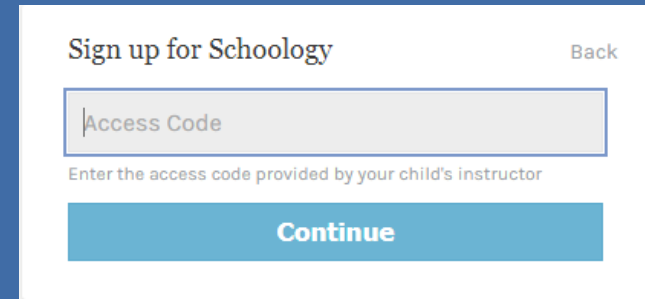 Sign up for Schoology Back
Access Code
Enter the access code provided by your child's instructor
Continue